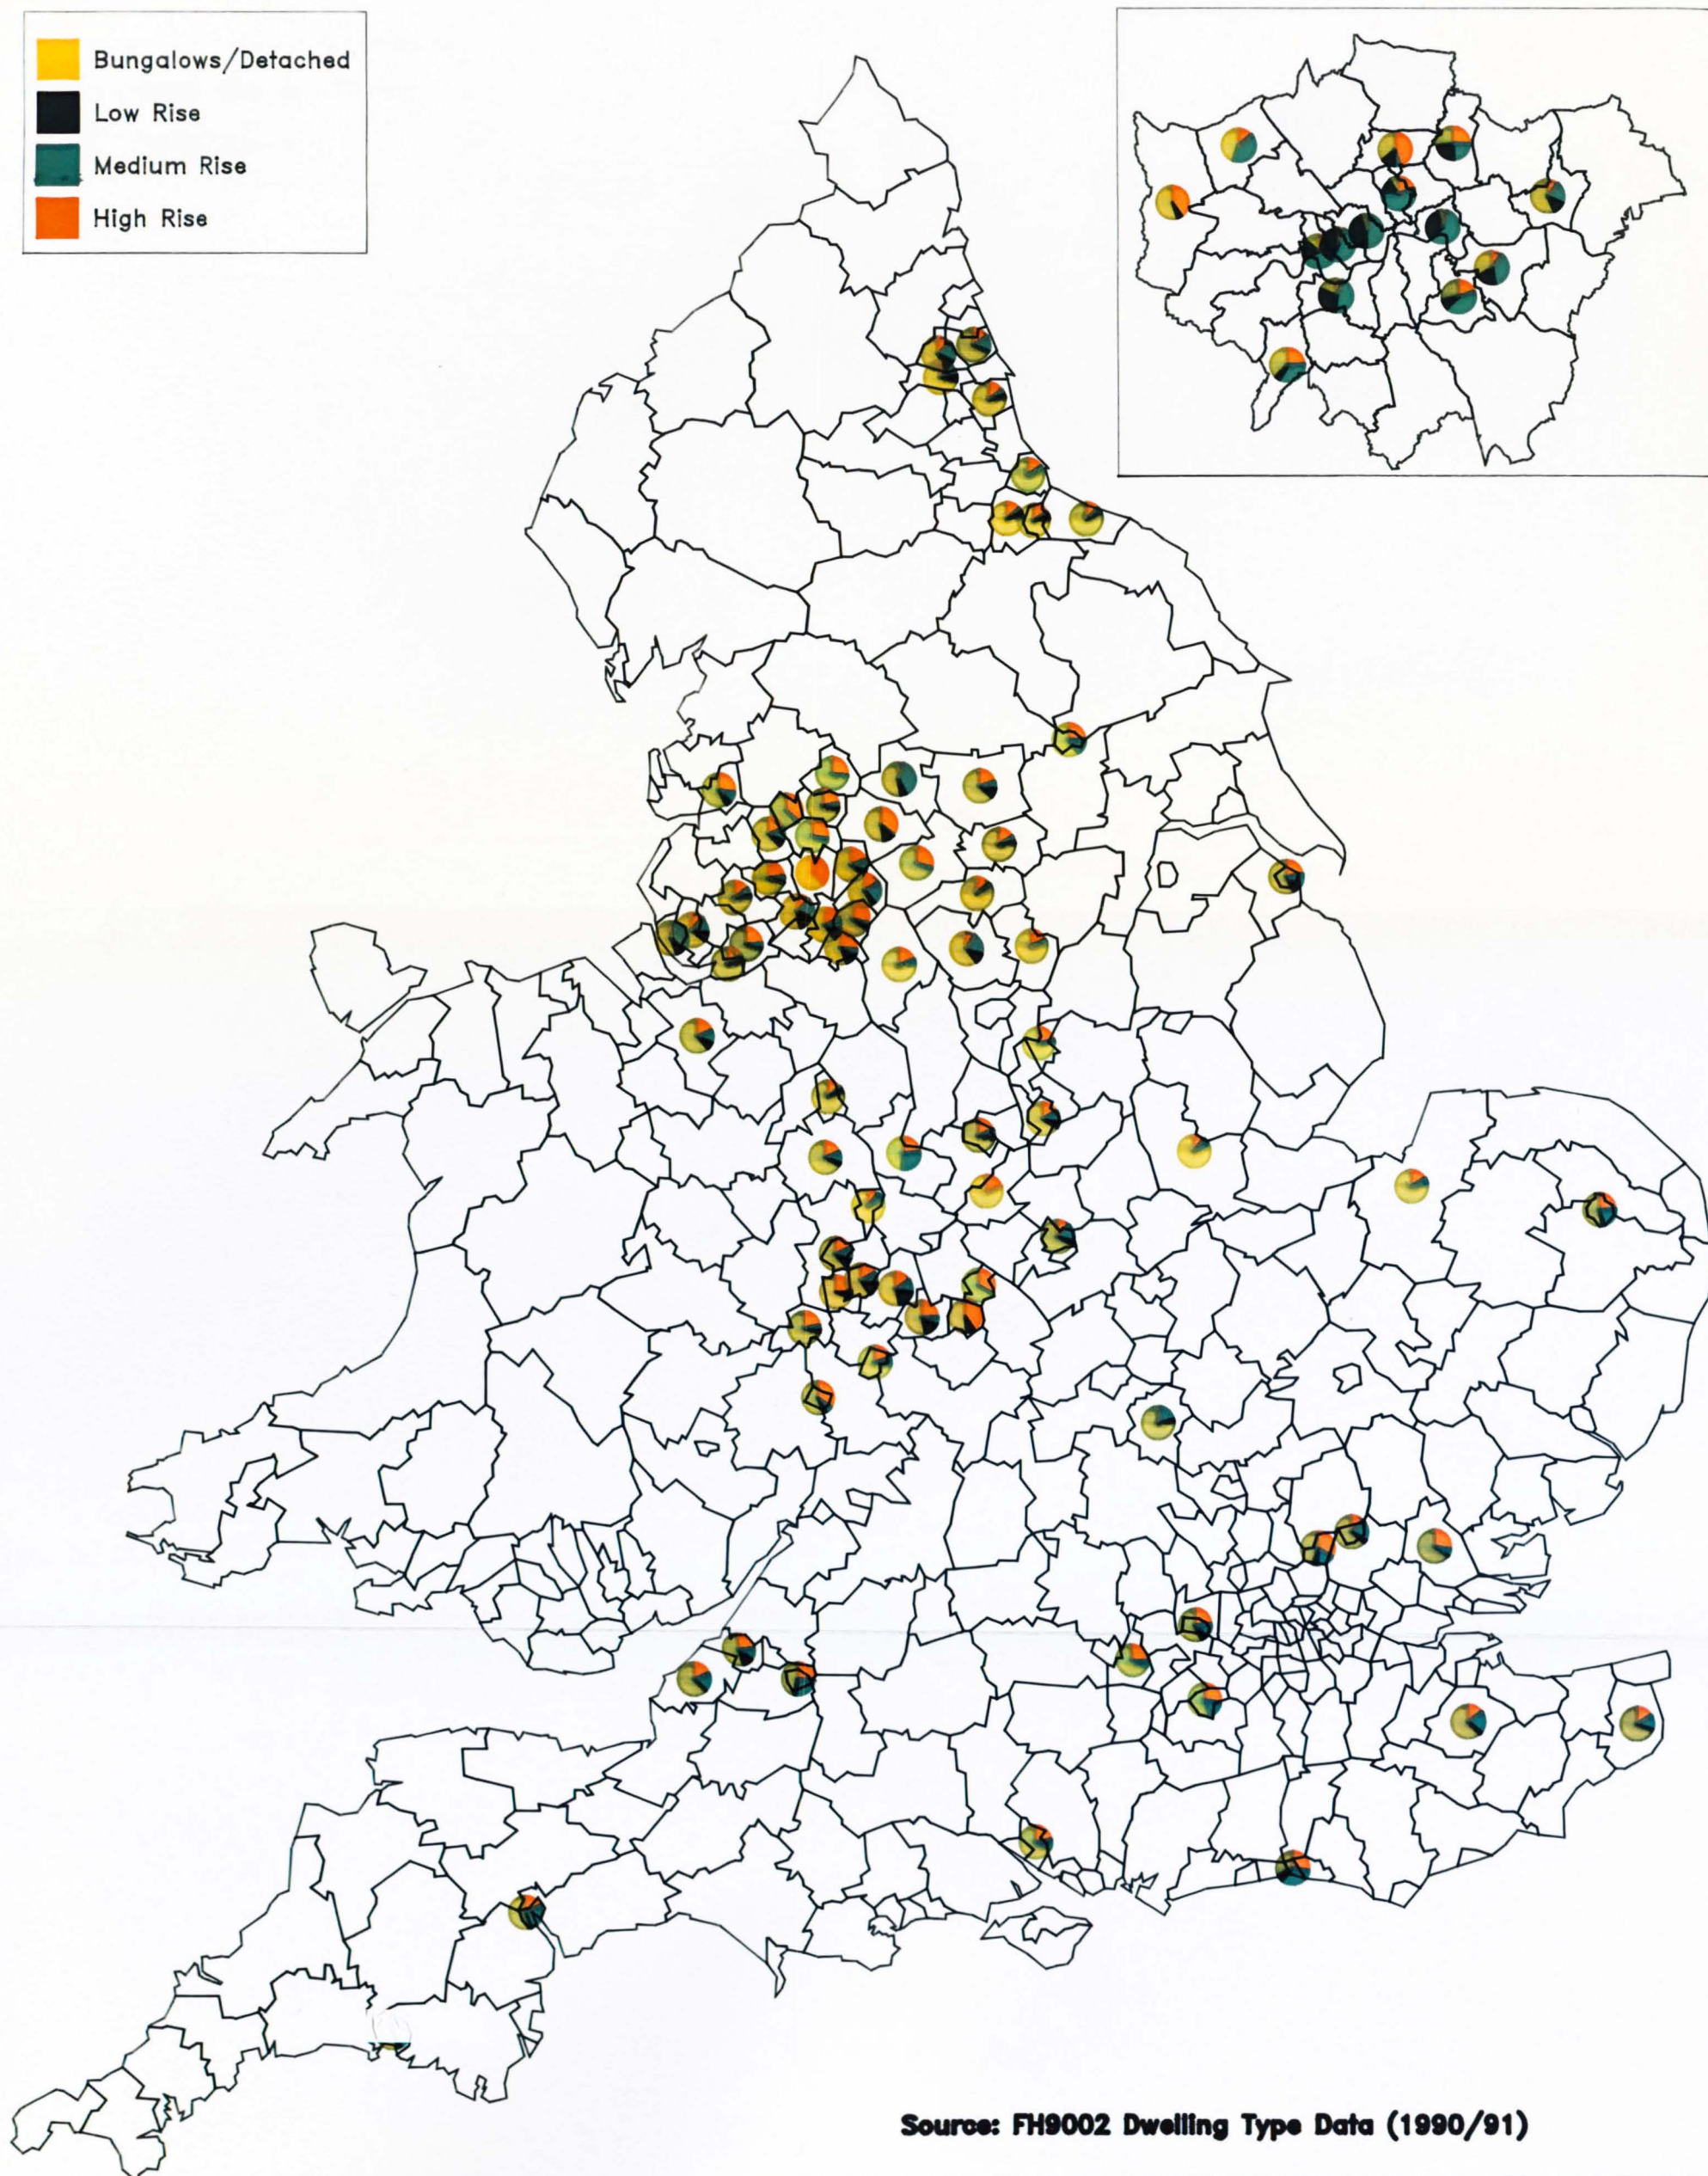 Bungalows/Detached
Low Rise
Medium Rise
High Rise
Source: FH9002 Dwelling Type Data (1990/91)